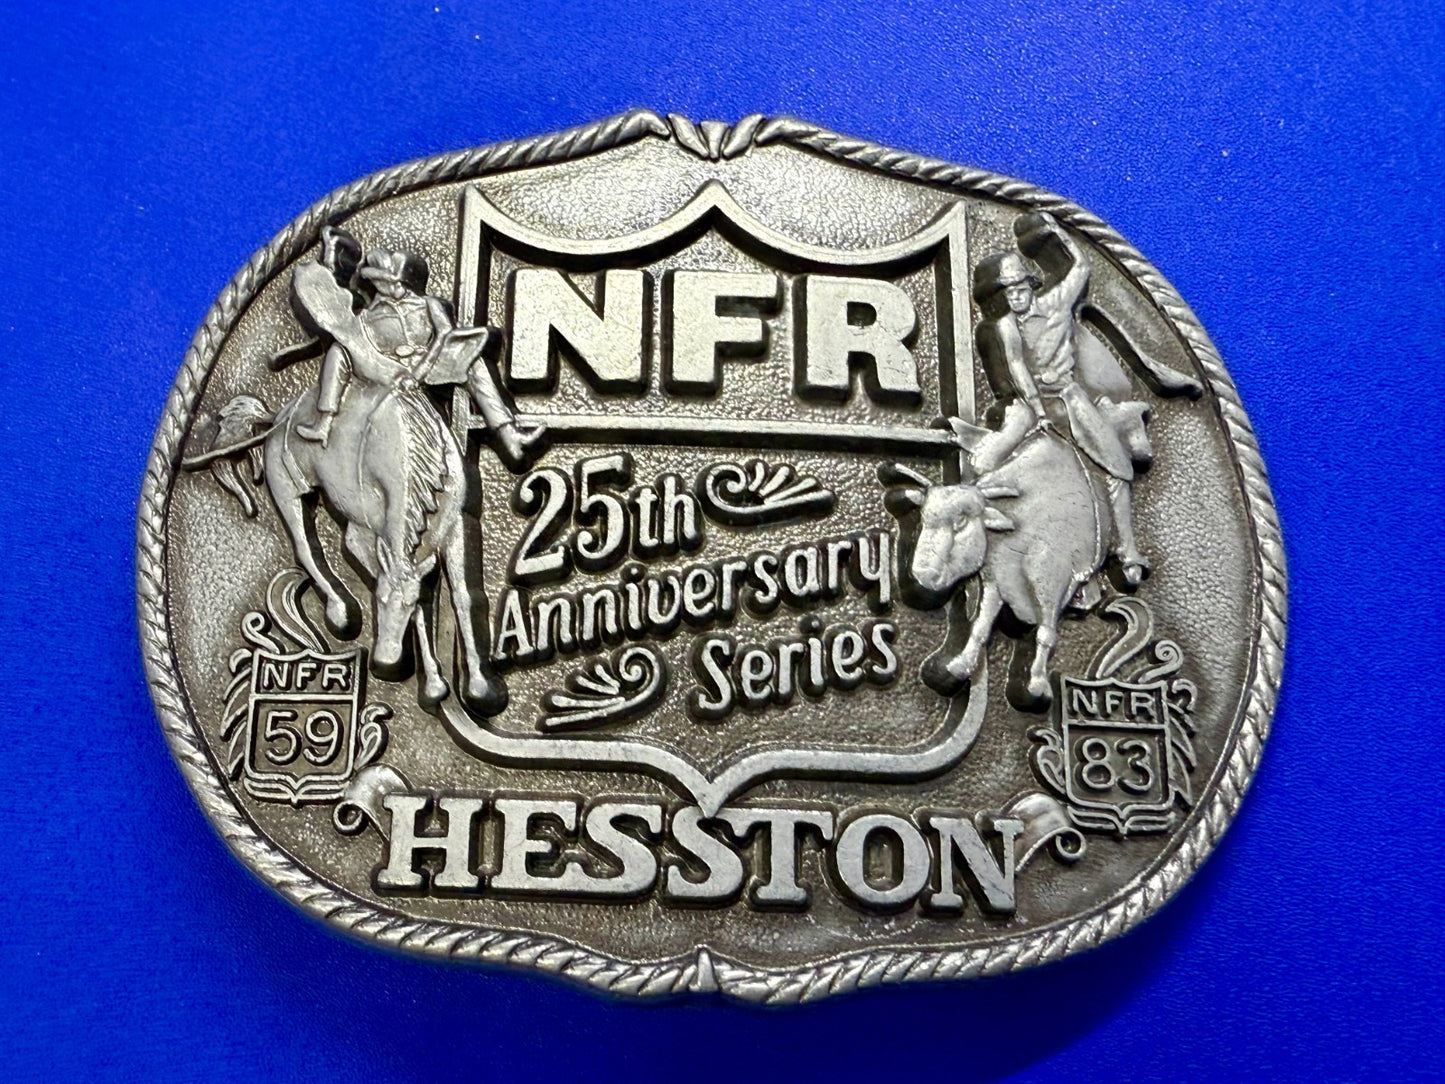 NFR
25th
Anniversary
Series
NFR
59
NFR
83
HESSTON